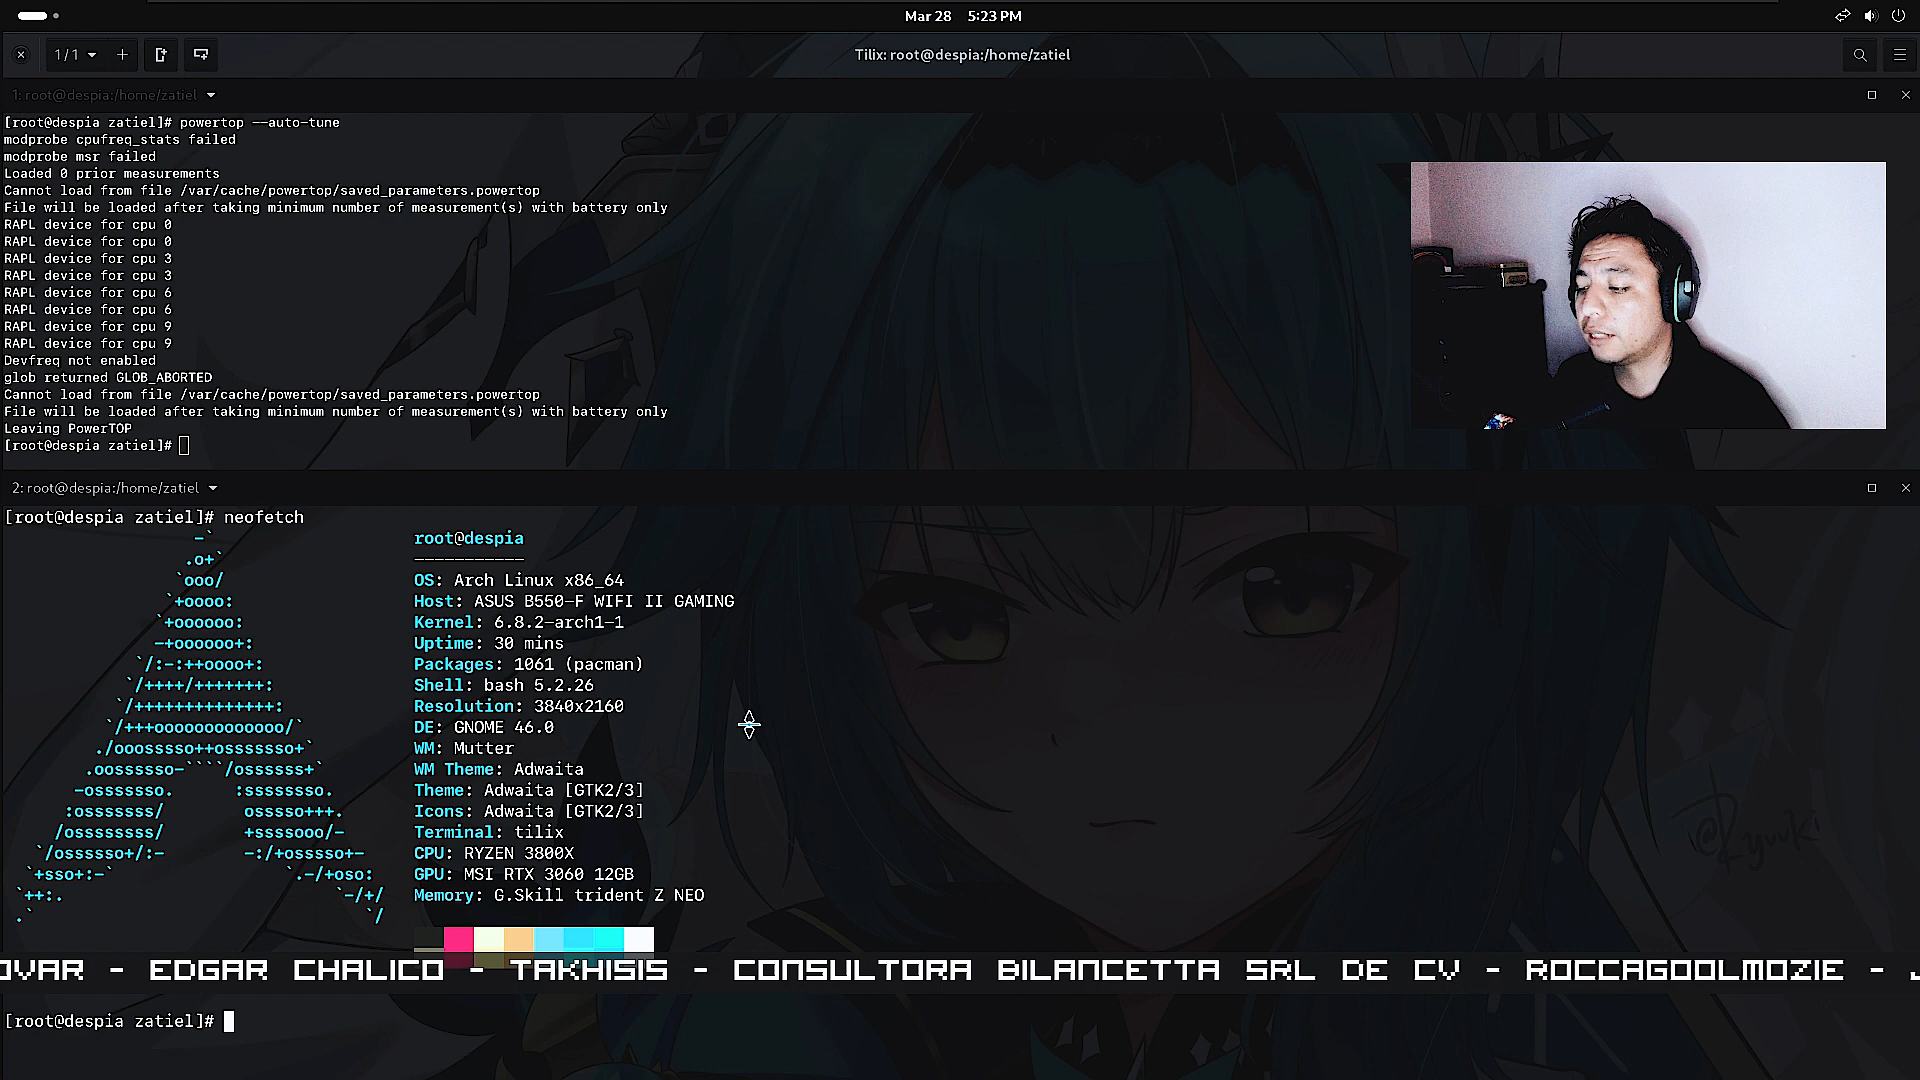 Mar 28 5:23 PM
1/1
Tilix: root@despia:/home/zatiel
1: root@despia:/home/zatiel
[root@despia zatiel]# powertop --auto-tune
modprobe cpufreq_stats failed
modprobe msr failed
Loaded 0 prior measurements
Cannot load from file /var/cache/powertop/saved_parameters.powertop
File will be loaded after taking minimum number of measurement(s) with battery only
RAPL device for cpu 0
RAPL device for cpu 0
RAPL device for cpu 3
RAPL device for cpu 3
RAPL device for cpu 6
RAPL device for cpu 6
RAPL device for cpu 9
RAPL device for cpu 9
Devfreq not enabled
glob returned GLOB_ABORTED
Cannot load from file /var/cache/powertop/saved_parameters.powertop
File will be loaded after taking minimum number of measurement(s) with battery only
Leaving PowerTOP
[root@despia zatiel]#
2: root@despia:/home/zatiel
[root@despia zatiel]# neofetch
root@despia
-----------
OS: Arch Linux x86_64
Host: ASUS B550-F WIFI II GAMING
Kernel: 6.8.2-arch1-1
Uptime: 30 mins
Packages: 1061 (pacman)
Shell: bash 5.2.26
Resolution: 3840x2160
DE: GNOME 46.0
WM: Mutter
WM Theme: Adwaita
Theme: Adwaita [GTK2/3]
Icons: Adwaita [GTK2/3]
Terminal: tilix
CPU: RYZEN 3800X
GPU: MSI RTX 3060 12GB
Memory: G.Skill trident Z NEO
@Ryuuki
OVAR - EDGAR CHALICO - TAKHISIS - CONSULTORA BILANCETTA SRL DE CV - ROCCAGOOLMOZIE - J
[root@despia zatiel]#